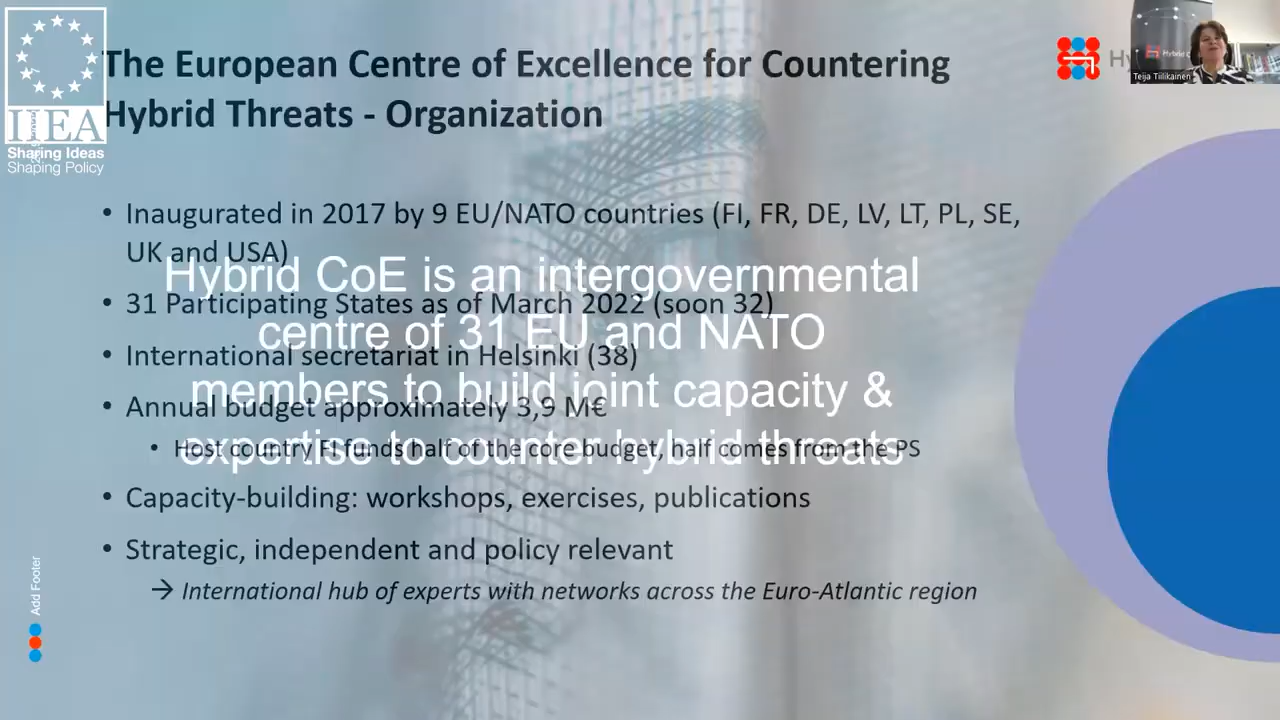 IIEA
Sharing Ideas
Shaping Policy
The European Centre of Excellence for Countering
Hybrid Threats - Organization
Teija Tiilikainen
• Inaugurated in 2017 by 9 EU/NATO countries (FI, FR, DE, LV, LT, PL, SE,
UK and USA)
• 31 Participating States as of March 2022 (soon 32)
• International secretariat in Helsinki (38)
• Annual budget approximately 3,9 M€
• Host country FI funds half of the core budget, half comes from the PS
• Capacity-building: workshops, exercises, publications
• Strategic, independent and policy relevant
→ International hub of experts with networks across the Euro-Atlantic region
Hybrid CoE is an intergovernmental
centre of 31 EU and NATO
members to build joint capacity &
expertise to counter hybrid threats
Add Footer